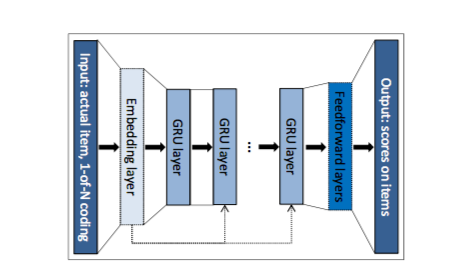 Input: actual item, 1-of-N coding
Embedding layer
GRU layer
GRU layer
...
GRU layer
Feedforward layers
Output: scores on items